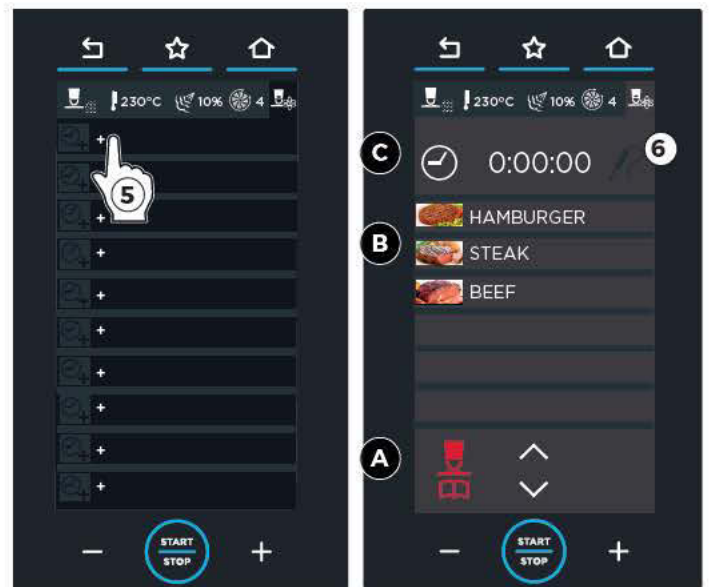 230°C 10% 4
+
5
+
+
+
+
+
+
+
+
− START STOP +
230°C 10% 4
C 0:00:00 6
HAMBURGER
B STEAK
BEEF
A
− START STOP +